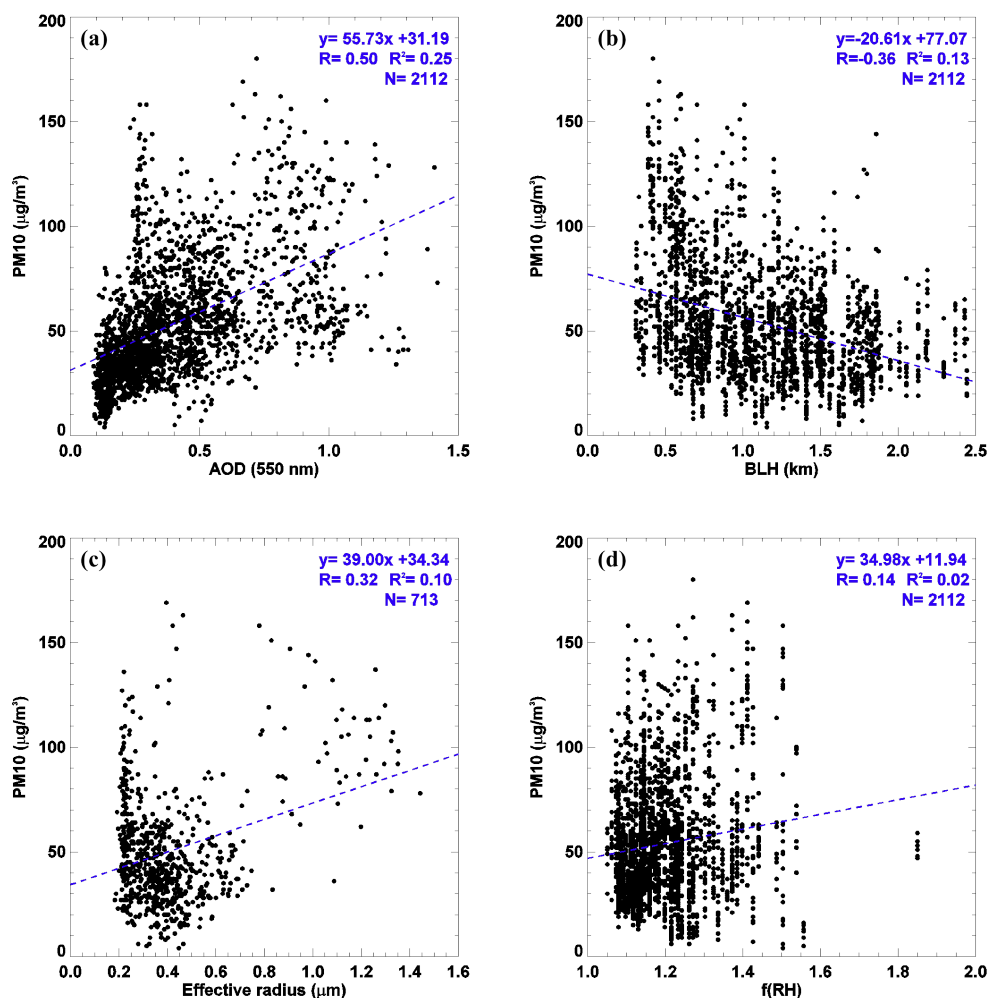 (a)
y= 55.73x +31.19
R= 0.50 R²= 0.25
N= 2112
200
150
100
50
0
PM10 (μg/m³)
0.0 0.5 1.0 1.5
AOD (550 nm)
(b)
y=-20.61x +77.07
R=-0.36 R²= 0.13
N= 2112
200
150
100
50
0
PM10 (μg/m³)
0.0 0.5 1.0 1.5 2.0 2.5
BLH (km)
(c)
y= 39.00x +34.34
R= 0.32 R²= 0.10
N= 713
200
150
100
50
0
PM10 (μg/m³)
0.0 0.2 0.4 0.6 0.8 1.0 1.2 1.4 1.6
Effective radius (μm)
(d)
y= 34.98x +11.94
R= 0.14 R²= 0.02
N= 2112
200
150
100
50
0
PM10 (μg/m³)
1.0 1.2 1.4 1.6 1.8 2.0
f(RH)